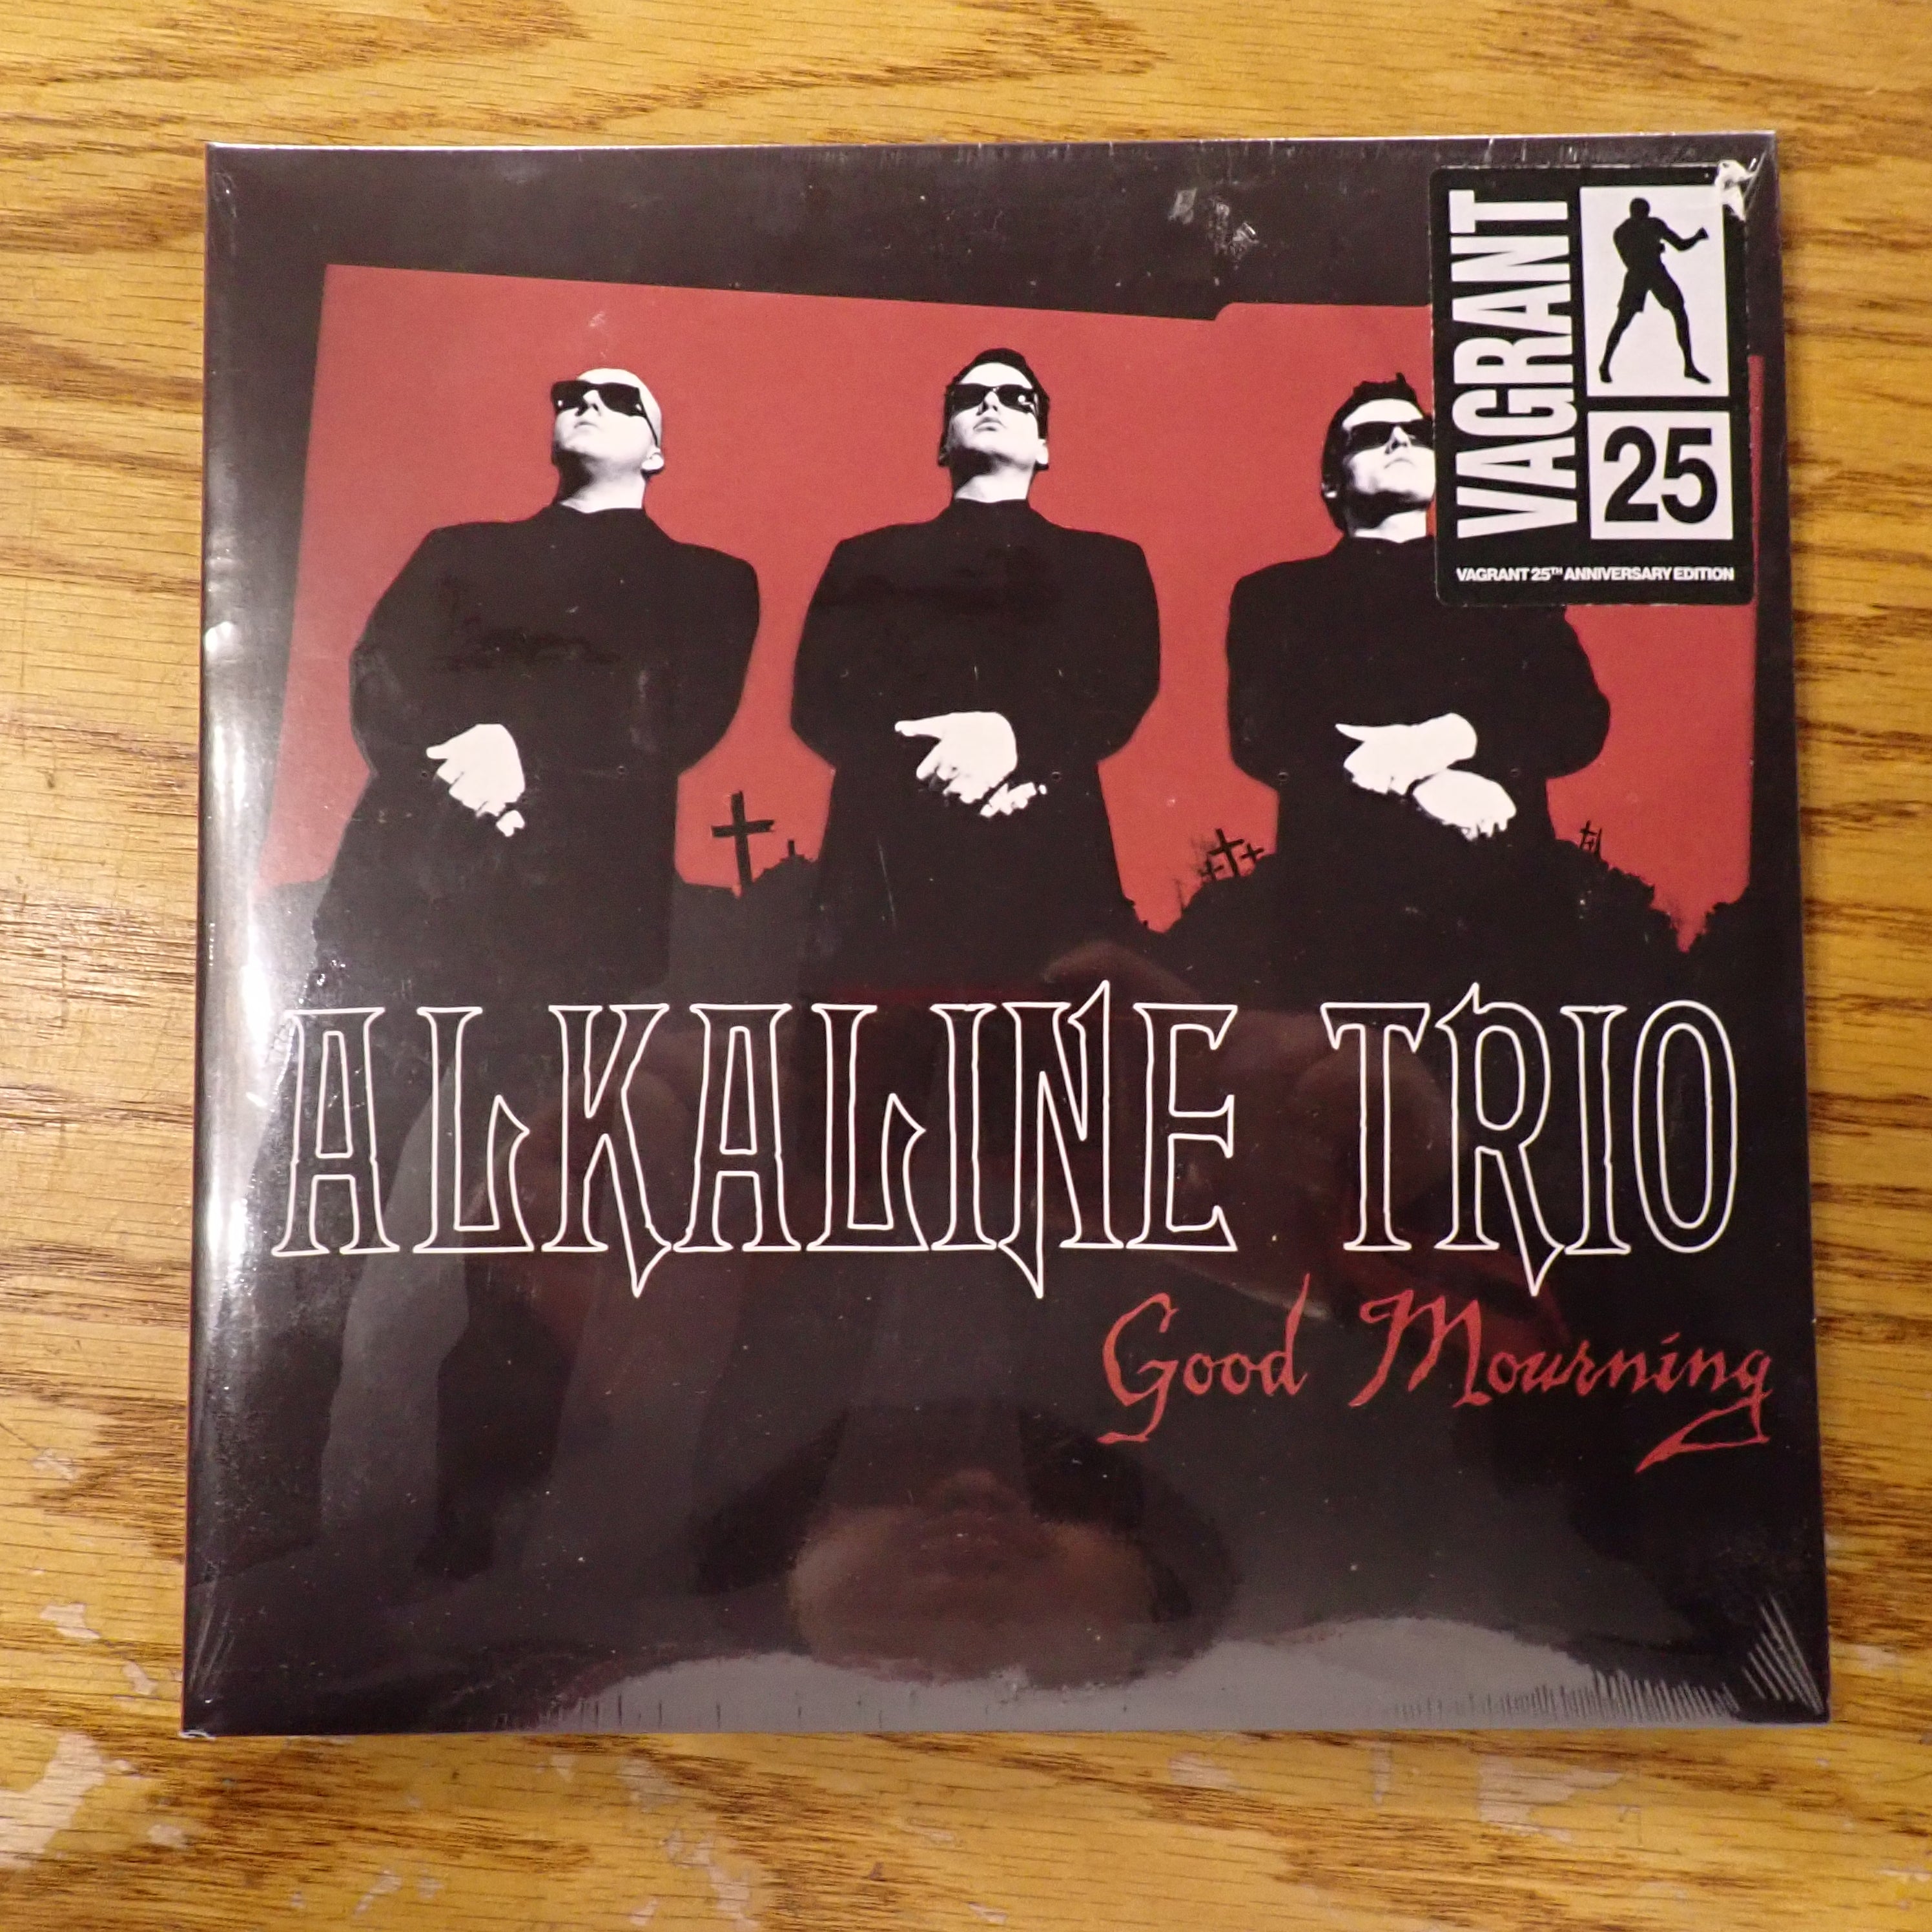 VAGRANT
25
VAGRANT 25TH ANNIVERSARY EDITION
ALKALINE TRIO
Good Mourning